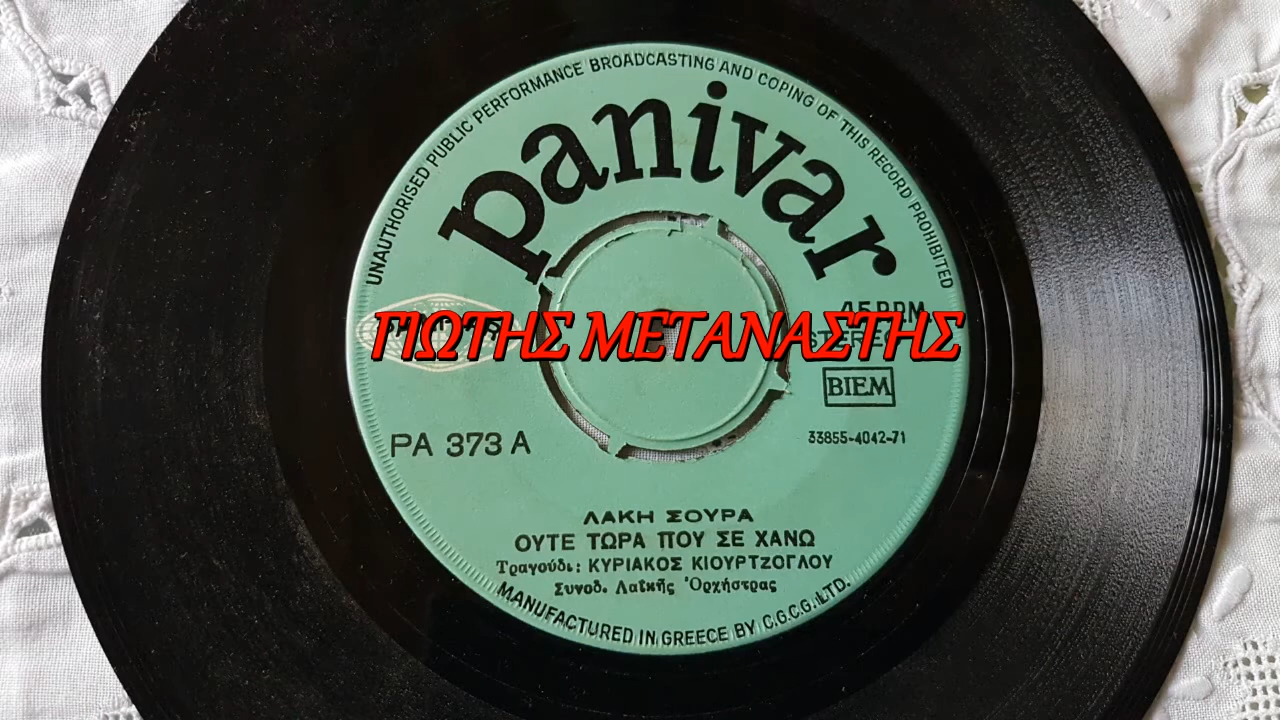 UNAUTHORISED PUBLIC PERFORMANCE BROADCASTING AND COPING OF THIS RECORD PROHIBITED
panivar
45 RPM
ΓΙΩΤΗΣ ΜΕΤΑΝΑΣΤΗΣ
STEREO
BIEM
PA 373 A
33855-4042-71
ΛΑΚΗ ΣΟΥΡΑ
ΟΥΤΕ ΤΩΡΑ ΠΟΥ ΣΕ ΧΑΝΩ
Τραγούδι: ΚΥΡΙΑΚΟΣ ΚΙΟΥΡΤΖΟΓΛΟΥ
Συνοδ. Λαϊκῆς Ὀρχήστρας
MANUFACTURED IN GREECE BY C.G.C.G. LTD.